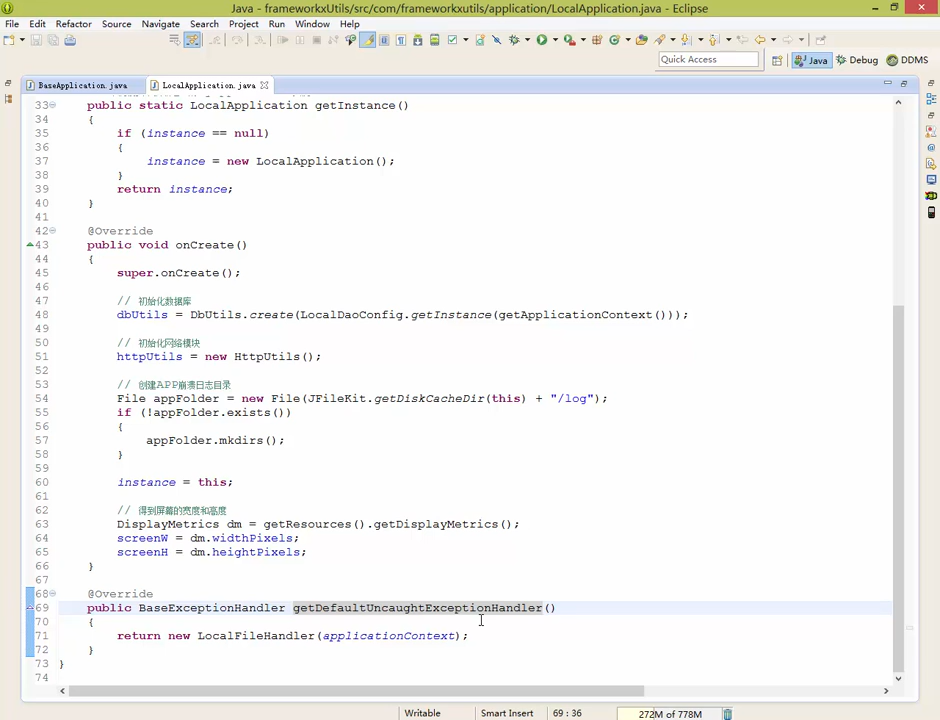 Java - frameworkxUtils/src/com/frameworkxutils/application/LocalApplication.java - Eclipse
File Edit Refactor Source Navigate Search Project Run Window Help
Quick Access
Java
Debug
DDMS
BaseApplication.java
LocalApplication.java
33 public static LocalApplication getInstance()
34 {
35 if (instance == null)
36 {
37 instance = new LocalApplication();
38 }
39 return instance;
40 }
41
42 @Override
43 public void onCreate()
44 {
45 super.onCreate();
46
47 // 初始化数据库
48 dbUtils = DbUtils.create(LocalDaoConfig.getInstance(getApplicationContext()));
49
50 // 初始化网络模块
51 httpUtils = new HttpUtils();
52
53 // 创建APP崩溃日志目录
54 File appFolder = new File(JFileKit.getDiskCacheDir(this) + "/log");
55 if (!appFolder.exists())
56 {
57 appFolder.mkdirs();
58 }
59
60 instance = this;
61
62 // 得到屏幕的宽度和高度
63 DisplayMetrics dm = getResources().getDisplayMetrics();
64 screenW = dm.widthPixels;
65 screenH = dm.heightPixels;
66 }
67
68 @Override
69 public BaseExceptionHandler getDefaultUncaughtExceptionHandler()
70 {
71 return new LocalFileHandler(applicationContext);
72 }
73 }
74
Writable
Smart Insert
69 : 36
272M of 778M